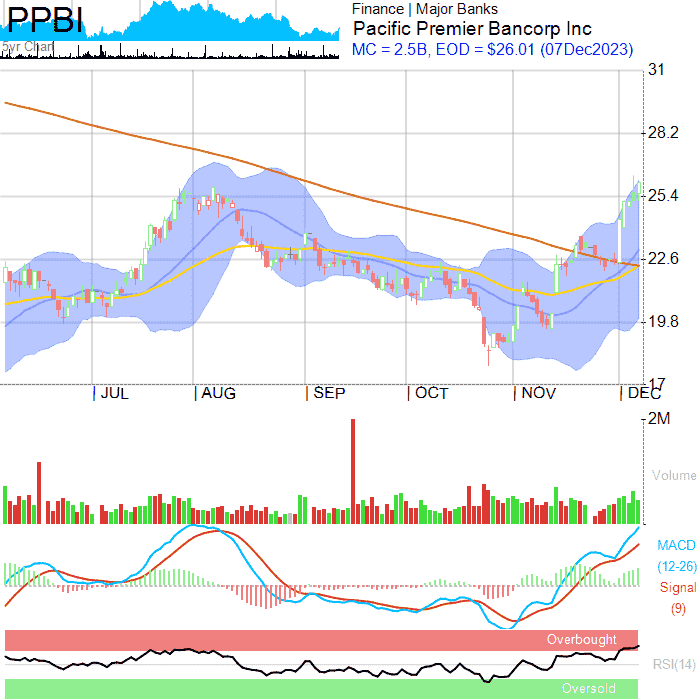 PPBI
5yr Chart
Finance | Major Banks
Pacific Premier Bancorp Inc
MC = 2.5B, EOD = $26.01 (07Dec2023)
31
28.2
25.4
22.6
19.8
17
JUL AUG SEP OCT NOV DEC
2M
Volume
MACD
(12-26)
Signal
(9)
Overbought
RSI(14)
Oversold